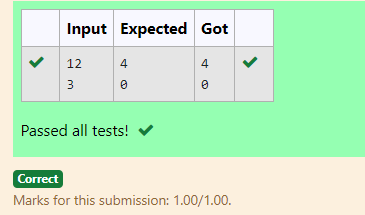 Input Expected Got
12 4 4
3 0 0
Passed all tests!
Correct
Marks for this submission: 1.00/1.00.